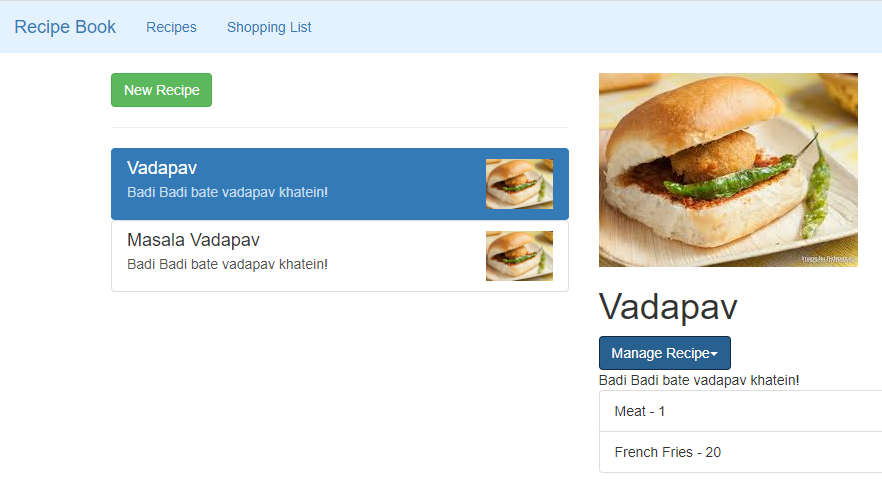 Recipe Book
Recipes
Shopping List
New Recipe
Vadapav
Badi Badi bate vadapav khatein!
Masala Vadapav
Badi Badi bate vadapav khatein!
Vadapav
Manage Recipe
Badi Badi bate vadapav khatein!
Meat - 1
French Fries - 20